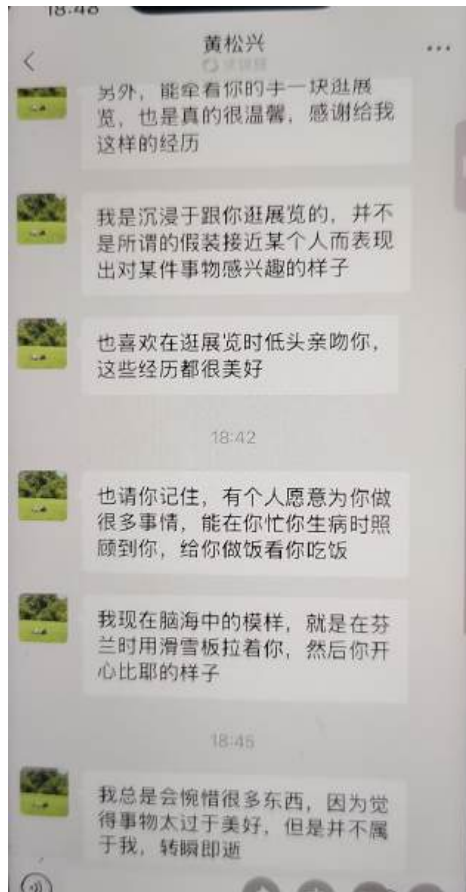 18:48
黄松兴
另外，能牵着你的手一块逛展
览，也是真的很温馨，感谢给我
这样的经历
我是沉浸于跟你逛展览的，并不
是所谓的假装接近某个人而表现
出对某件事物感兴趣的样子
也喜欢在逛展览时低头亲吻你，
这些经历都很美好
18:42
也请你记住，有个人愿意为你做
很多事情，能在你忙你生病时照
顾到你，给你做饭看你吃饭
我现在脑海中的模样，就是在芬
兰时用滑雪板拉着你，然后你开
心比耶的样子
18:45
我总是会惋惜很多东西，因为觉
得事物太过于美好，但是并不属
于我，转瞬即逝